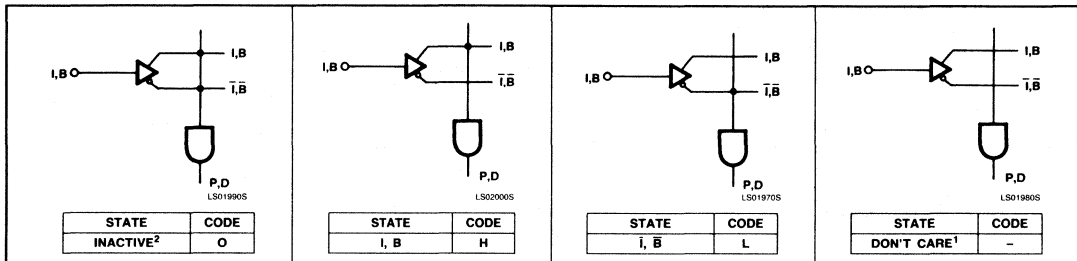 I,B
I,B
I̅,B̅
P,D
LS01990S
STATE CODE
INACTIVE² O
I,B
I,B
I̅,B̅
P,D
LS02000S
STATE CODE
I, B H
I,B
I,B
I̅,B̅
P,D
LS01970S
STATE CODE
I̅, B̅ L
I,B
I,B
I̅,B̅
P,D
LS01980S
STATE CODE
DON'T CARE¹ –